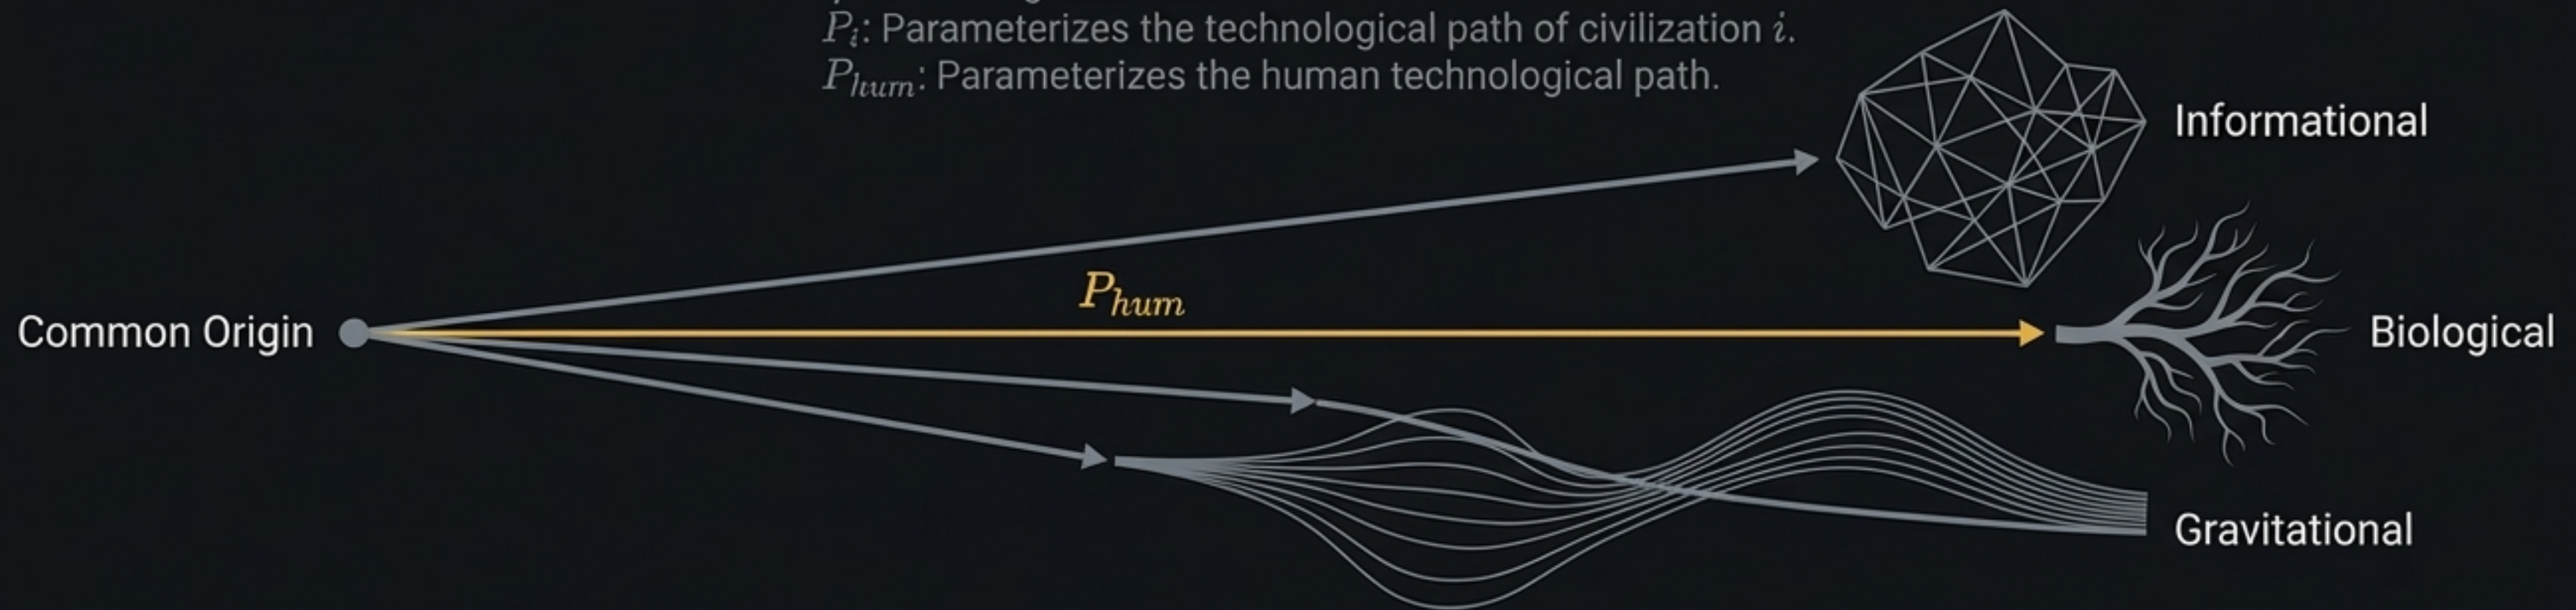 P_i: Parameterizes the technological path of civilization i.
P_hum: Parameterizes the human technological path.
Informational
P_hum
Common Origin
Biological
Gravitational